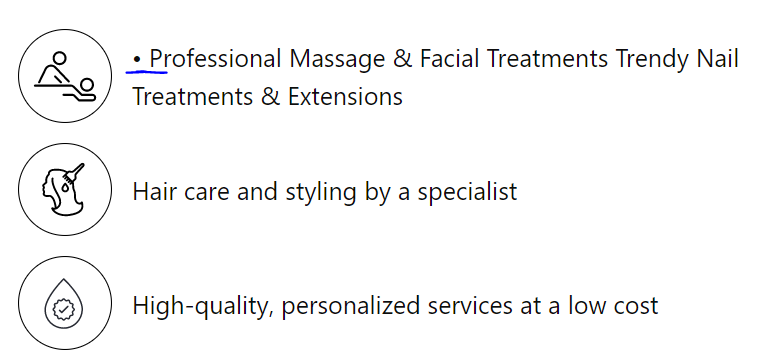 • Professional Massage & Facial Treatments Trendy Nail
Treatments & Extensions
Hair care and styling by a specialist
High-quality, personalized services at a low cost